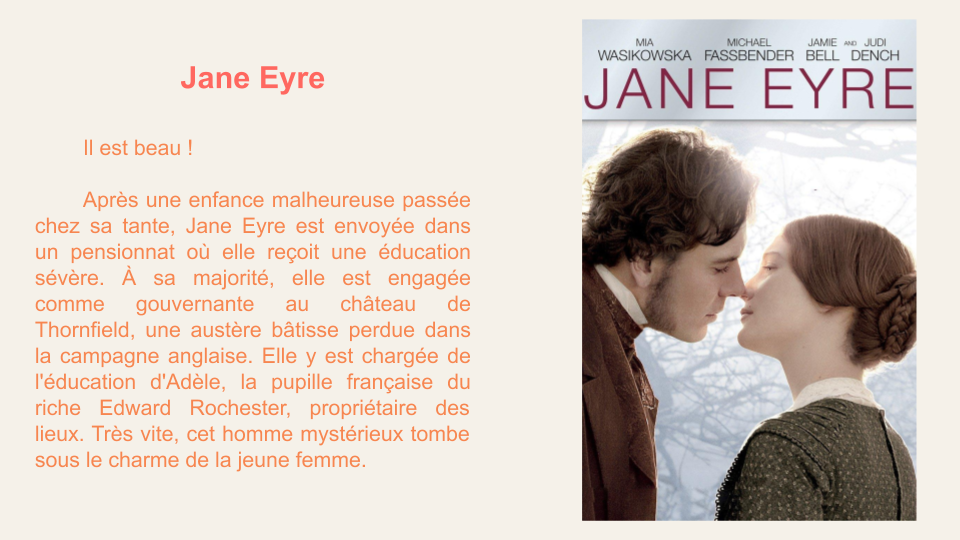 Jane Eyre
Il est beau !
Après une enfance malheureuse passée
chez sa tante, Jane Eyre est envoyée dans
un pensionnat où elle reçoit une éducation
sévère. À sa majorité, elle est engagée
comme gouvernante au château de
Thornfield, une austère bâtisse perdue dans
la campagne anglaise. Elle y est chargée de
l'éducation d'Adèle, la pupille française du
riche Edward Rochester, propriétaire des
lieux. Très vite, cet homme mystérieux tombe
sous le charme de la jeune femme.
MIA MICHAEL JAMIE AND JUDI
WASIKOWSKA FASSBENDER BELL DENCH
JANE EYRE